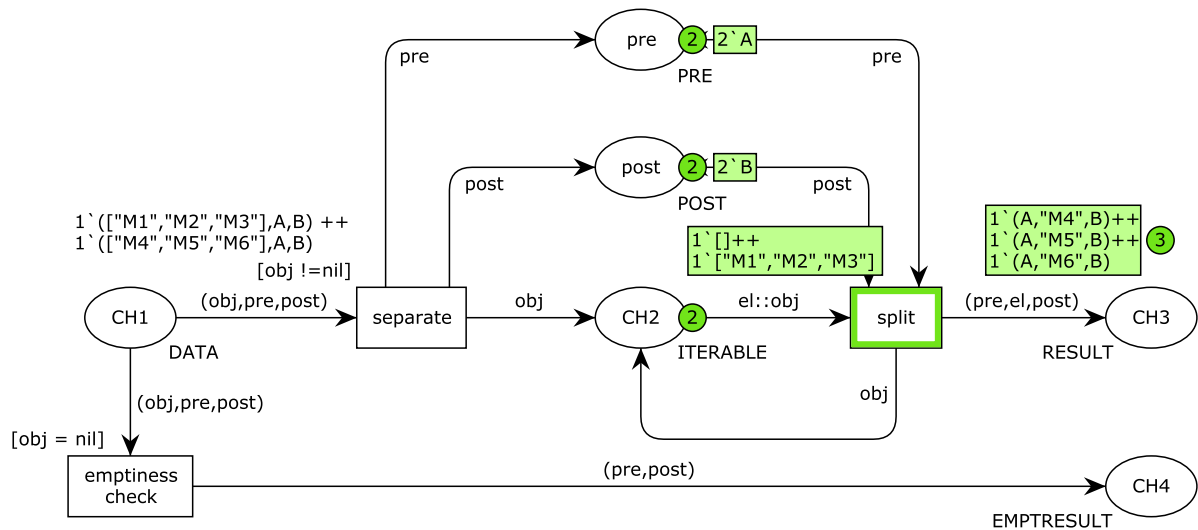 pre
2
2`A
pre
pre
PRE
post
2
2`B
post
post
POST
1`(["M1","M2","M3"],A,B) ++
1`(["M4","M5","M6"],A,B)
1`[]++
1`["M1","M2","M3"]
1`(A,"M4",B)++
1`(A,"M5",B)++
1`(A,"M6",B)
3
[obj !=nil]
CH1
(obj,pre,post)
separate
obj
CH2
2
el::obj
split
(pre,el,post)
CH3
DATA
ITERABLE
RESULT
obj
(obj,pre,post)
[obj = nil]
emptiness
check
(pre,post)
CH4
EMPTRESULT